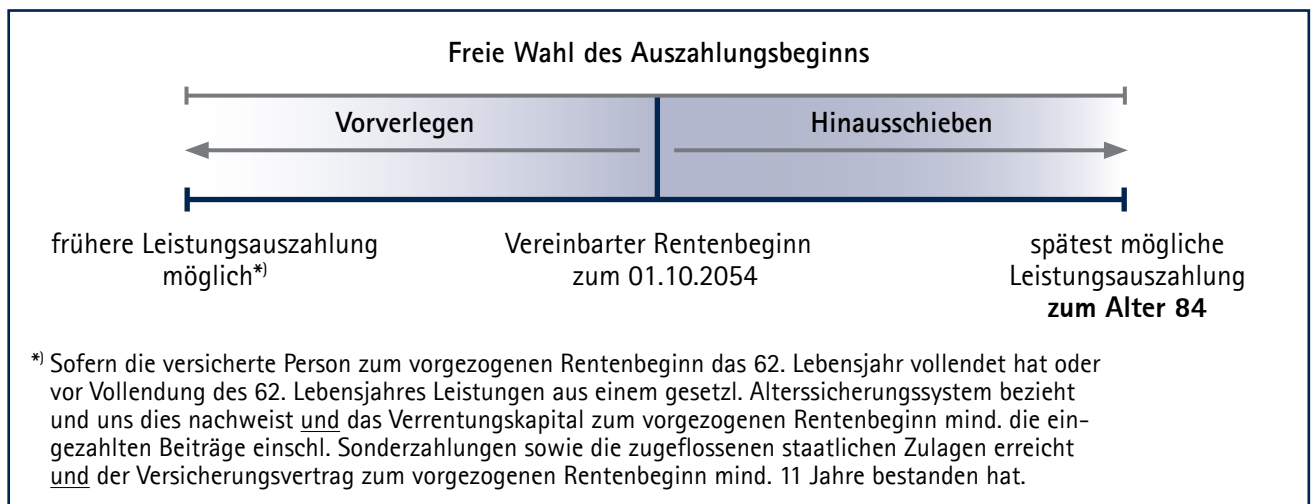 Freie Wahl des Auszahlungsbeginns
Vorverlegen
Hinausschieben
frühere Leistungsauszahlung
möglich*)
Vereinbarter Rentenbeginn
zum 01.10.2054
spätest mögliche
Leistungsauszahlung
zum Alter 84
*) Sofern die versicherte Person zum vorgezogenen Rentenbeginn das 62. Lebensjahr vollendet hat oder
vor Vollendung des 62. Lebensjahres Leistungen aus einem gesetzl. Alterssicherungssystem bezieht
und uns dies nachweist und das Verrentungskapital zum vorgezogenen Rentenbeginn mind. die ein-
gezahlten Beiträge einschl. Sonderzahlungen sowie die zugeflossenen staatlichen Zulagen erreicht
und der Versicherungsvertrag zum vorgezogenen Rentenbeginn mind. 11 Jahre bestanden hat.